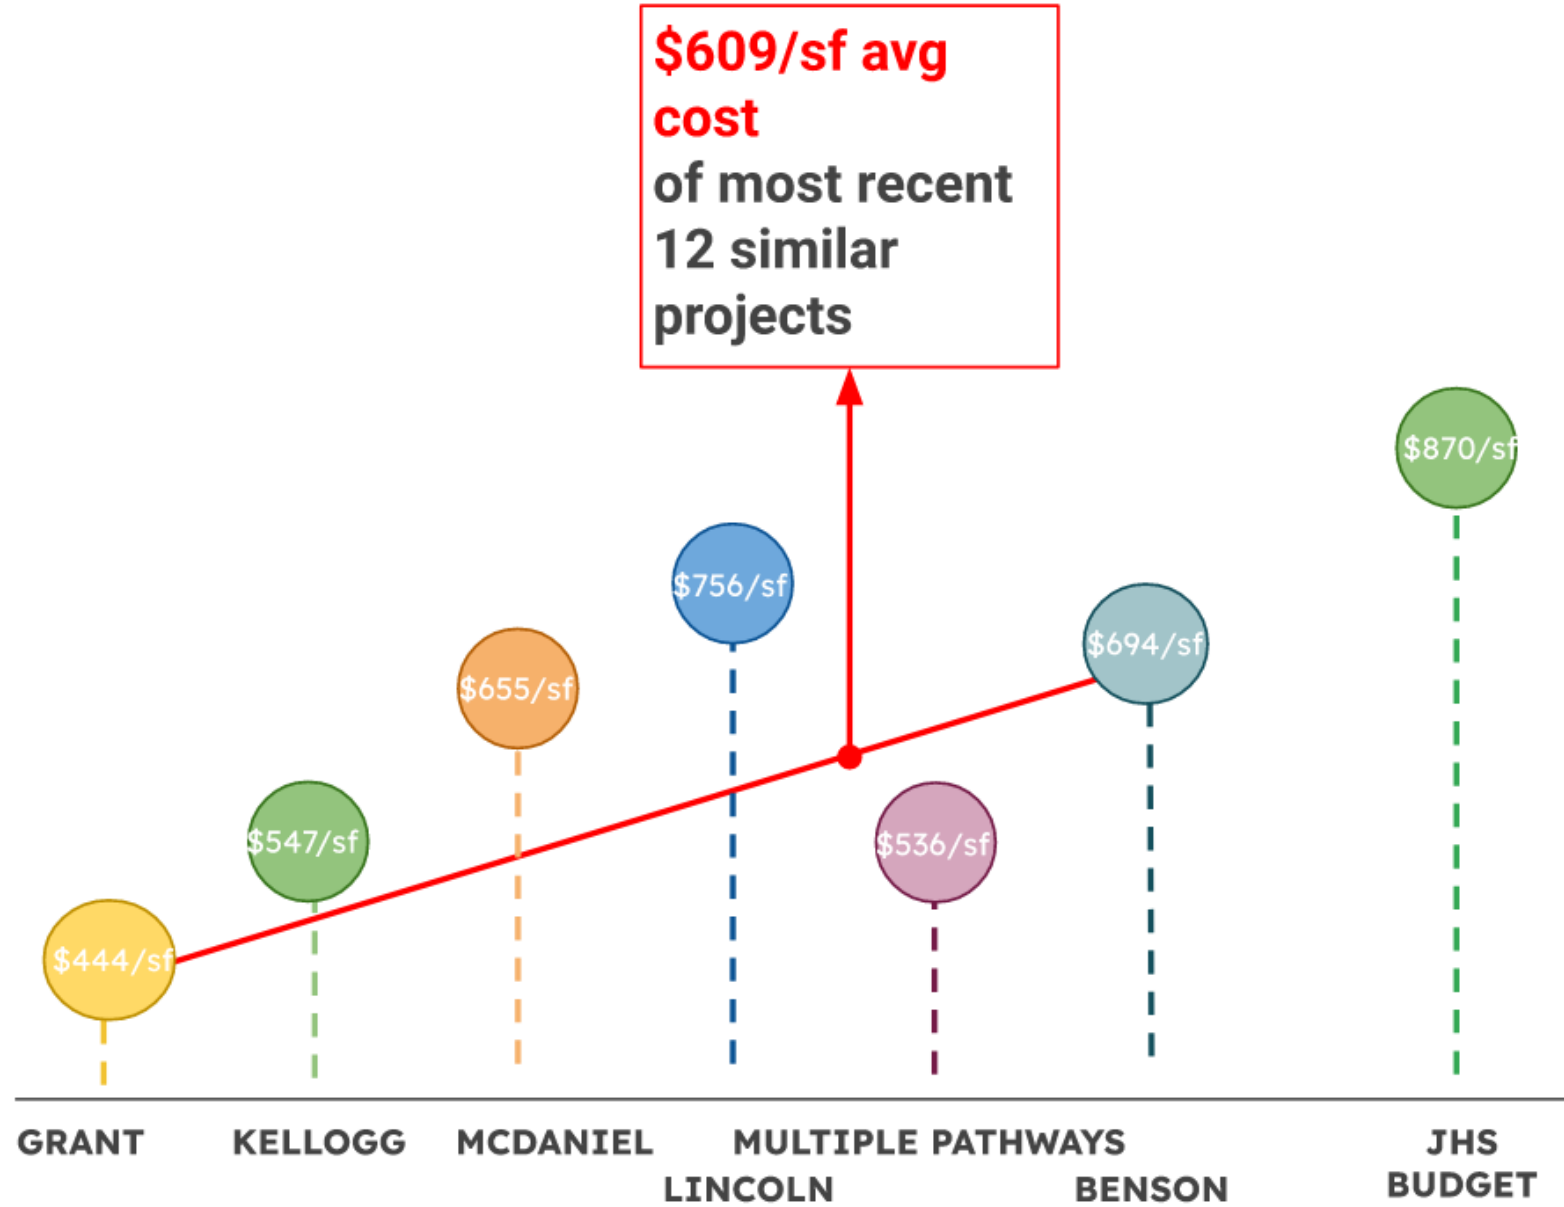 $609/sf avg
cost
of most recent
12 similar
projects
$870/sf
$756/sf
$694/sf
$655/sf
$547/sf
$536/sf
$444/sf
GRANT
KELLOGG
MCDANIEL
LINCOLN
MULTIPLE PATHWAYS
BENSON
JHS
BUDGET